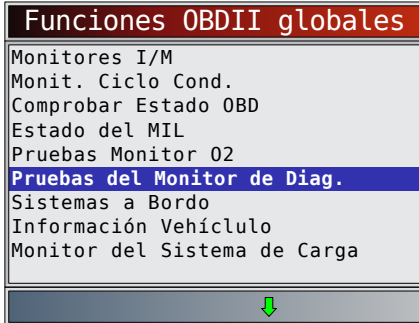 Funciones OBDII globales
Monitores I/M
Monit. Ciclo Cond.
Comprobar Estado OBD
Estado del MIL
Pruebas Monitor O2
Pruebas del Monitor de Diag.
Sistemas a Bordo
Información Vehíclulo
Monitor del Sistema de Carga